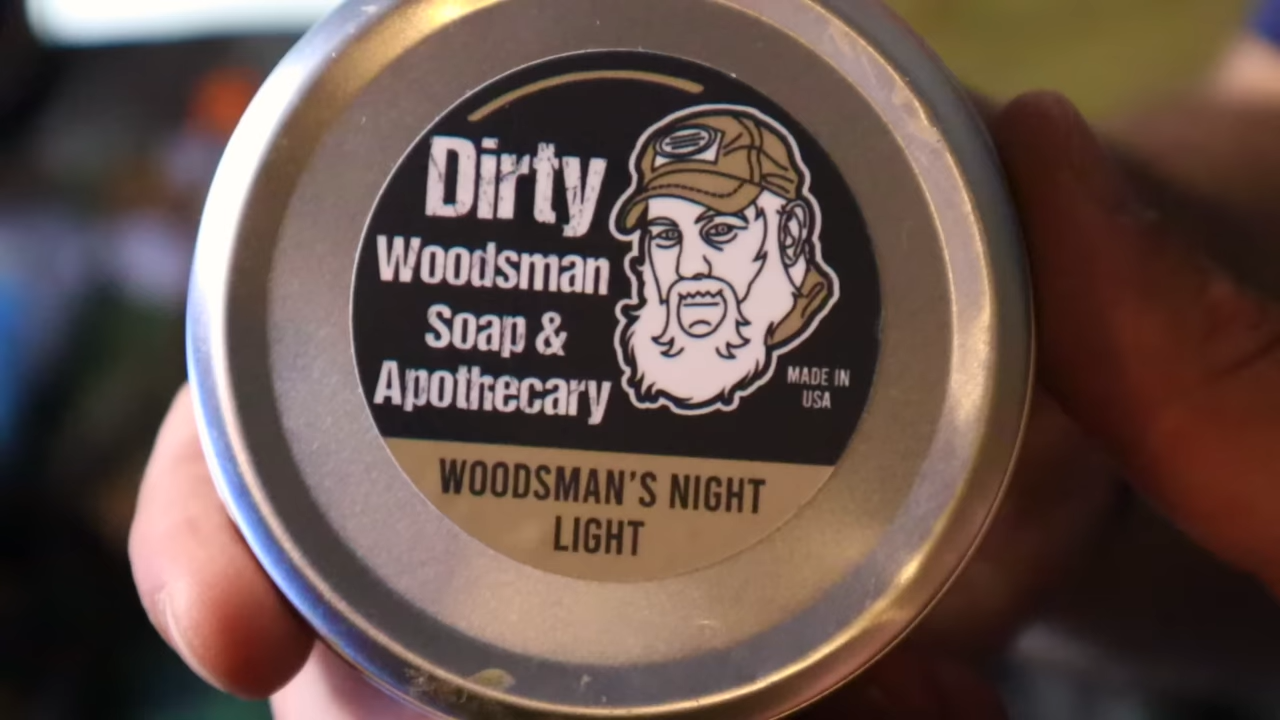 Dirty
Woodsman
Soap &
Apothecary
MADE IN
USA
WOODSMAN'S NIGHT
LIGHT